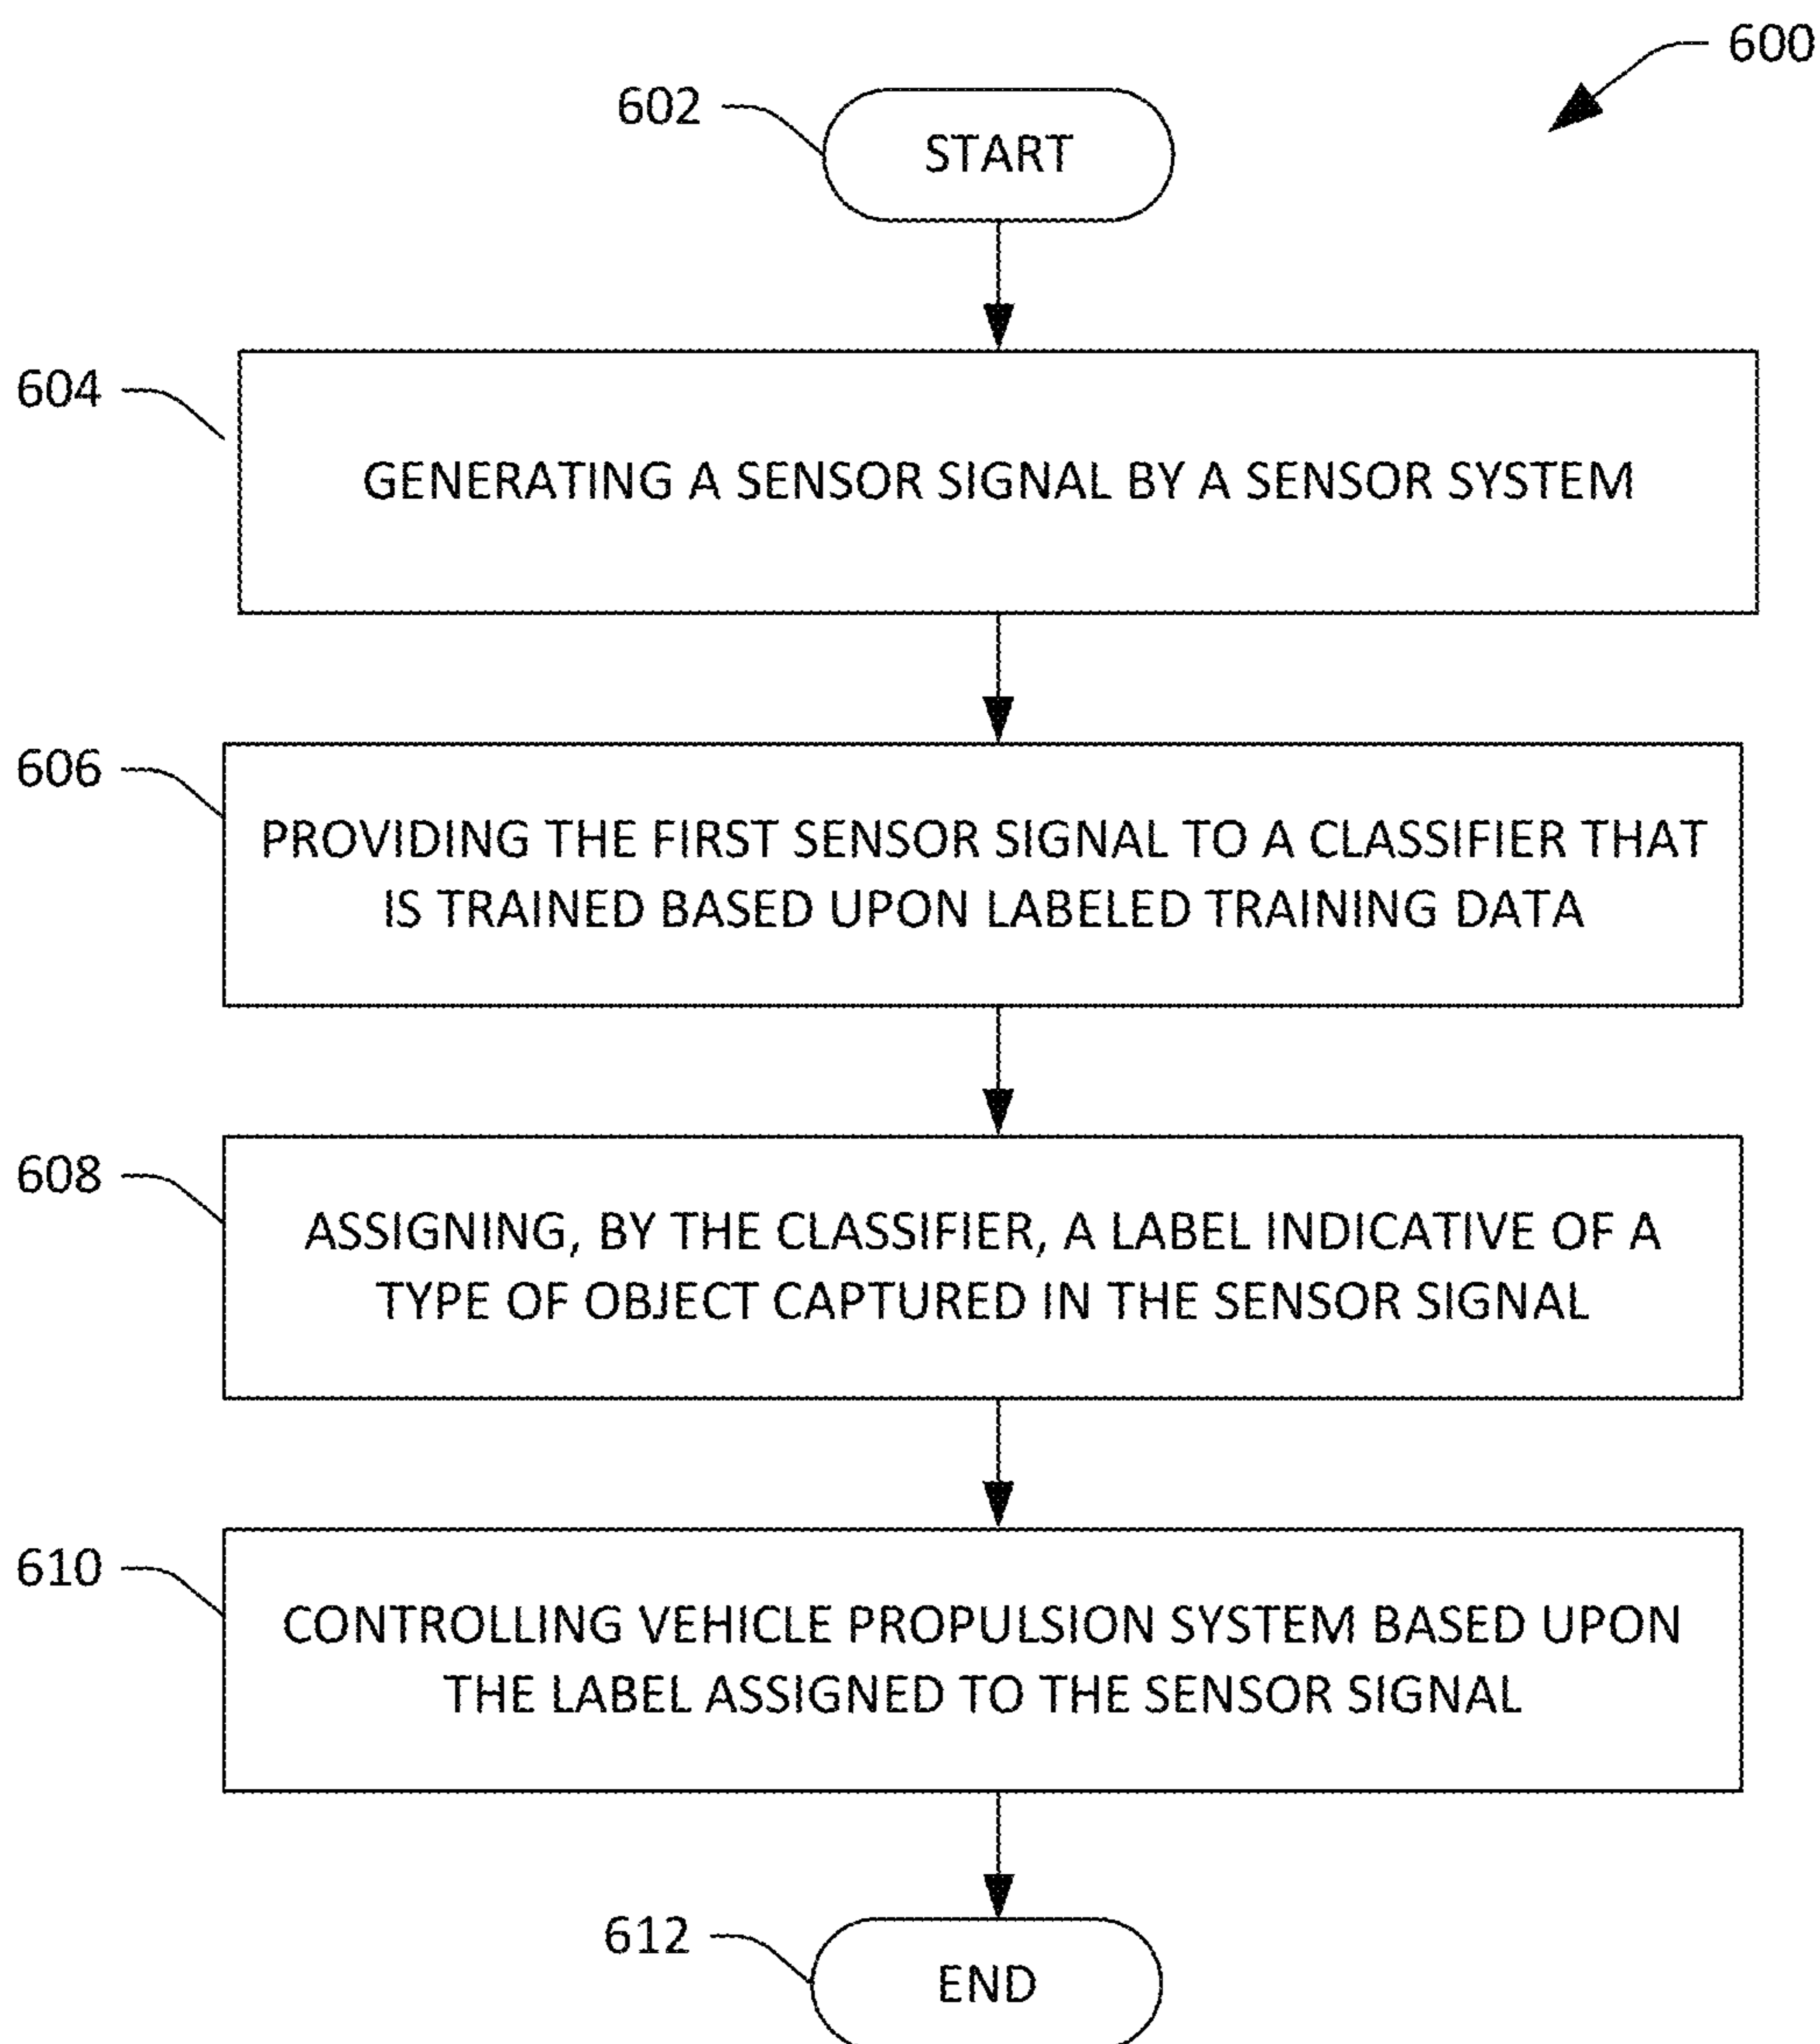 600
602
START
604
GENERATING A SENSOR SIGNAL BY A SENSOR SYSTEM
606
PROVIDING THE FIRST SENSOR SIGNAL TO A CLASSIFIER THAT
IS TRAINED BASED UPON LABELED TRAINING DATA
608
ASSIGNING, BY THE CLASSIFIER, A LABEL INDICATIVE OF A
TYPE OF OBJECT CAPTURED IN THE SENSOR SIGNAL
610
CONTROLLING VEHICLE PROPULSION SYSTEM BASED UPON
THE LABEL ASSIGNED TO THE SENSOR SIGNAL
612
END